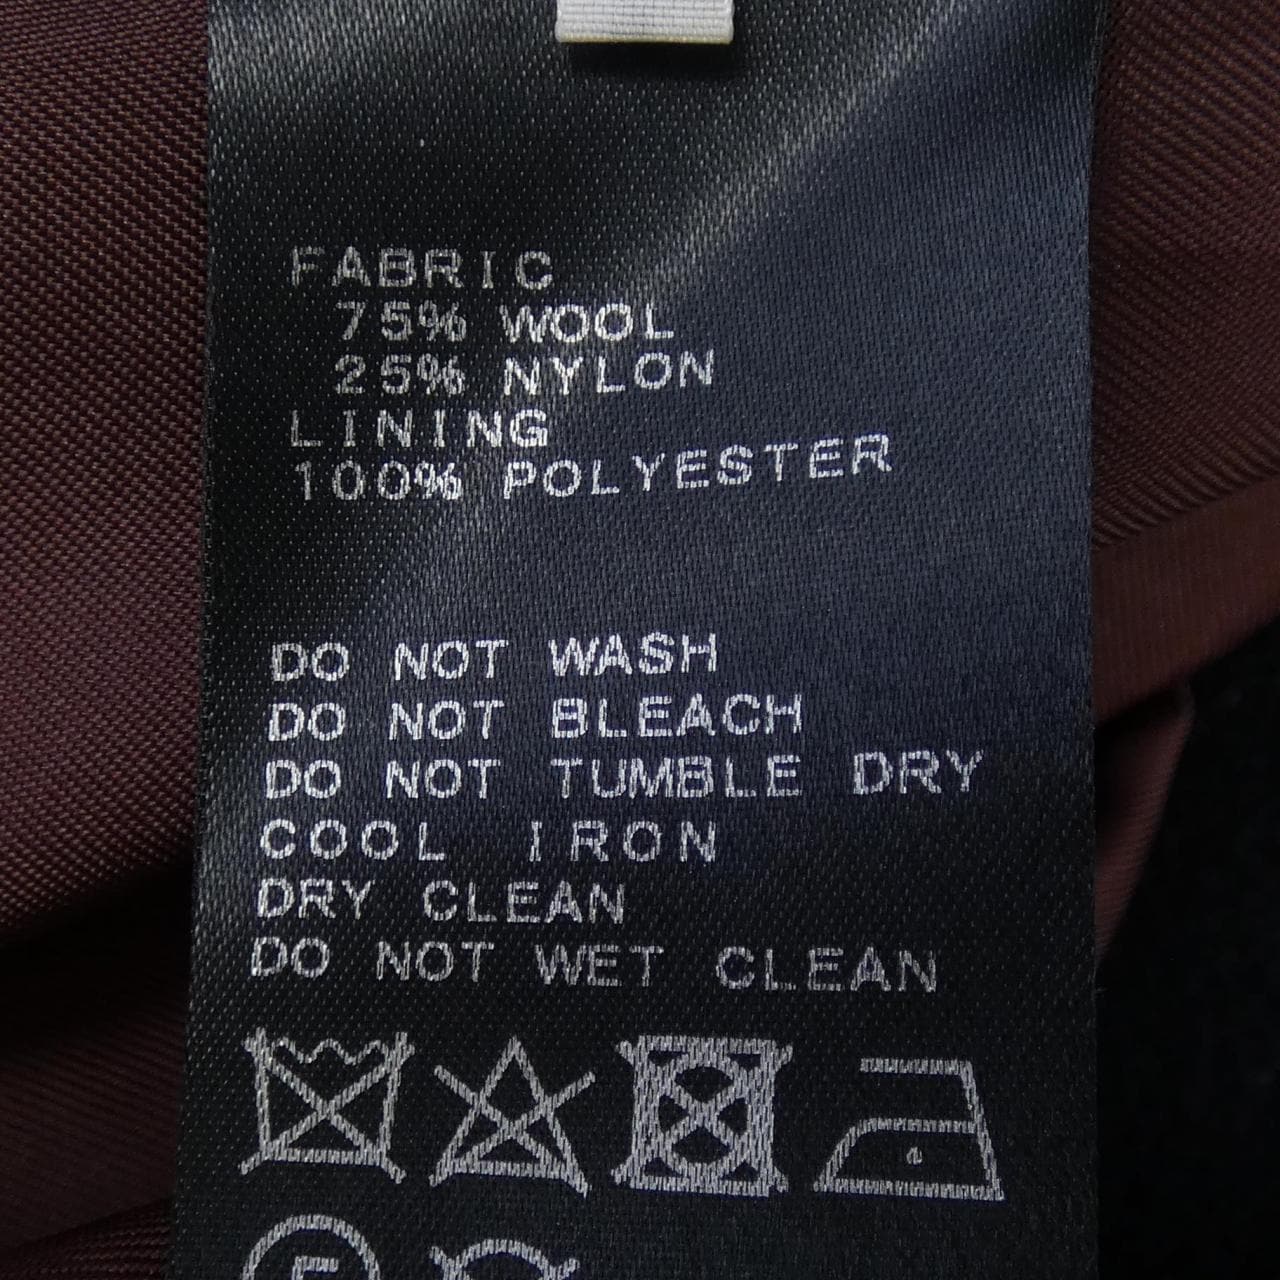 FABRIC
75% WOOL
25% NYLON
LINING
100% POLYESTER
DO NOT WASH
DO NOT BLEACH
DO NOT TUMBLE DRY
COOL IRON
DRY CLEAN
DO NOT WET CLEAN